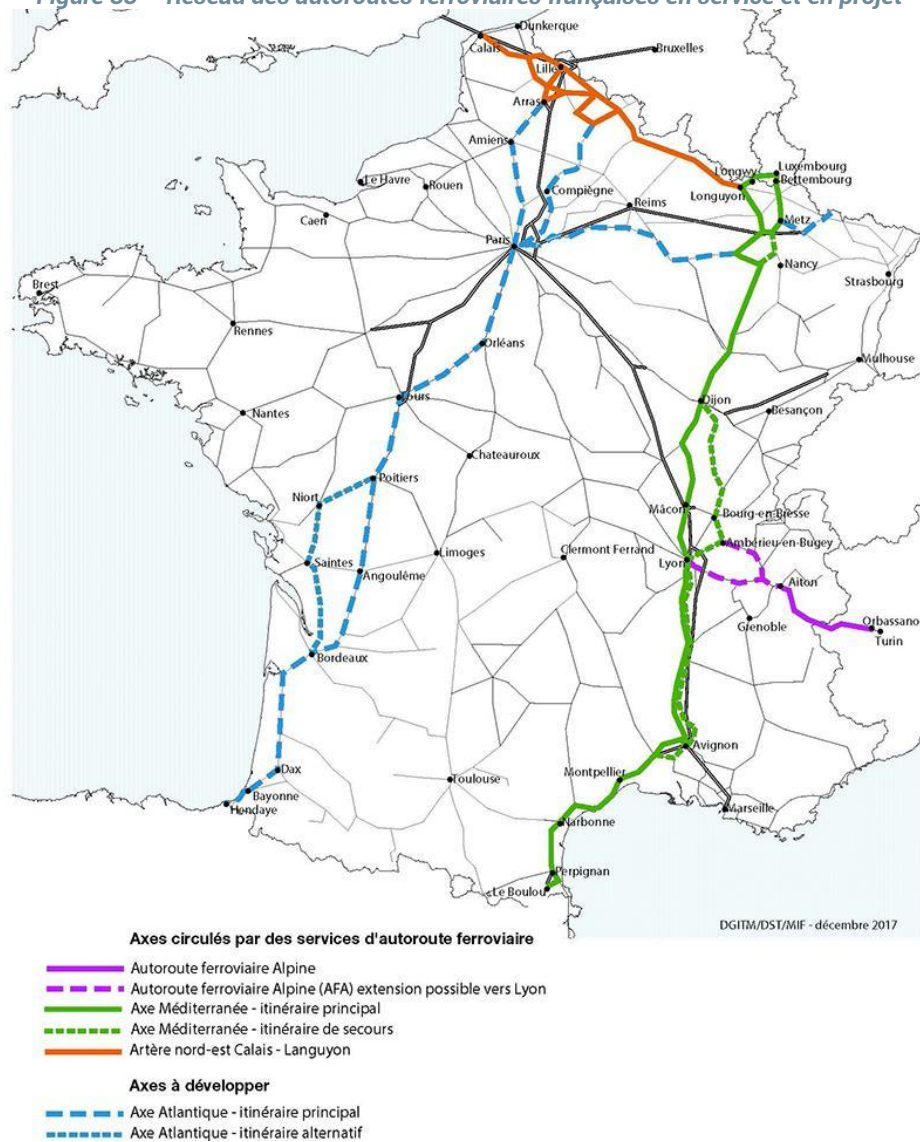 Réseau des autoroutes ferroviaires françaises en service et en projet
Dunkerque
Calais
Bruxelles
Lille
Arras
Amiens
Longwy
Luxembourg
Bettembourg
Longuyon
Le Havre
Rouen
Compiègne
Reims
Caen
Metz
Paris
Nancy
Strasbourg
Brest
Rennes
Orléans
Mulhouse
Tours
Dijon
Besançon
Nantes
Chateauroux
Poitiers
Niort
Mâcon
Bourg-en-Bresse
Ambérieu-en-Bugey
Limoges
Clermont Ferrand
Lyon
Saintes
Angoulême
Aiton
Grenoble
Orbassano
Turin
Bordeaux
Avignon
Dax
Toulouse
Montpellier
Bayonne
Hendaye
Marseille
Narbonne
Perpignan
Le Boulou
DGITM/DST/MIF - décembre 2017
Axes circulés par des services d'autoroute ferroviaire
Autoroute ferroviaire Alpine
Autoroute ferroviaire Alpine (AFA) extension possible vers Lyon
Axe Méditerranée - itinéraire principal
Axe Méditerranée - itinéraire de secours
Artère nord-est Calais - Languyon
Axes à développer
Axe Atlantique - itinéraire principal
Axe Atlantique - itinéraire alternatif